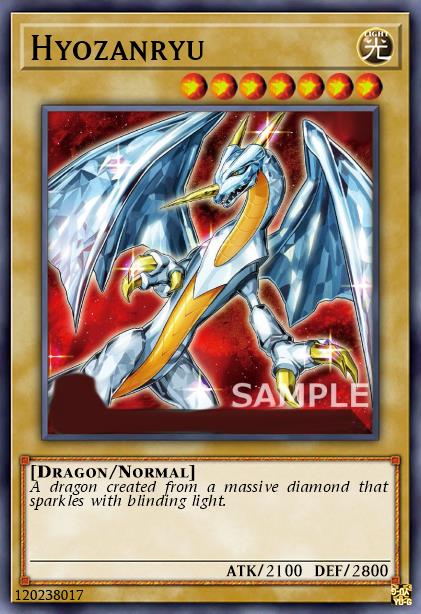 Hyozanryu
LIGHT
光
SAMPLE
[Dragon/Normal]
A dragon created from a massive diamond that
sparkles with blinding light.
ATK/2100 DEF/2800
120238017